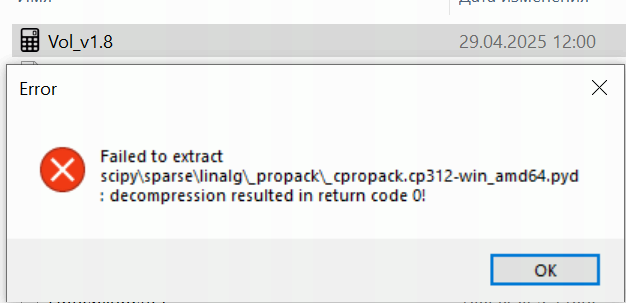 Имя Дата изменения
Vol_v1.8 29.04.2025 12:00
Error
Failed to extract
scipy\sparse\linalg\_propack\_cpropack.cp312-win_amd64.pyd
: decompression resulted in return code 0!
OK